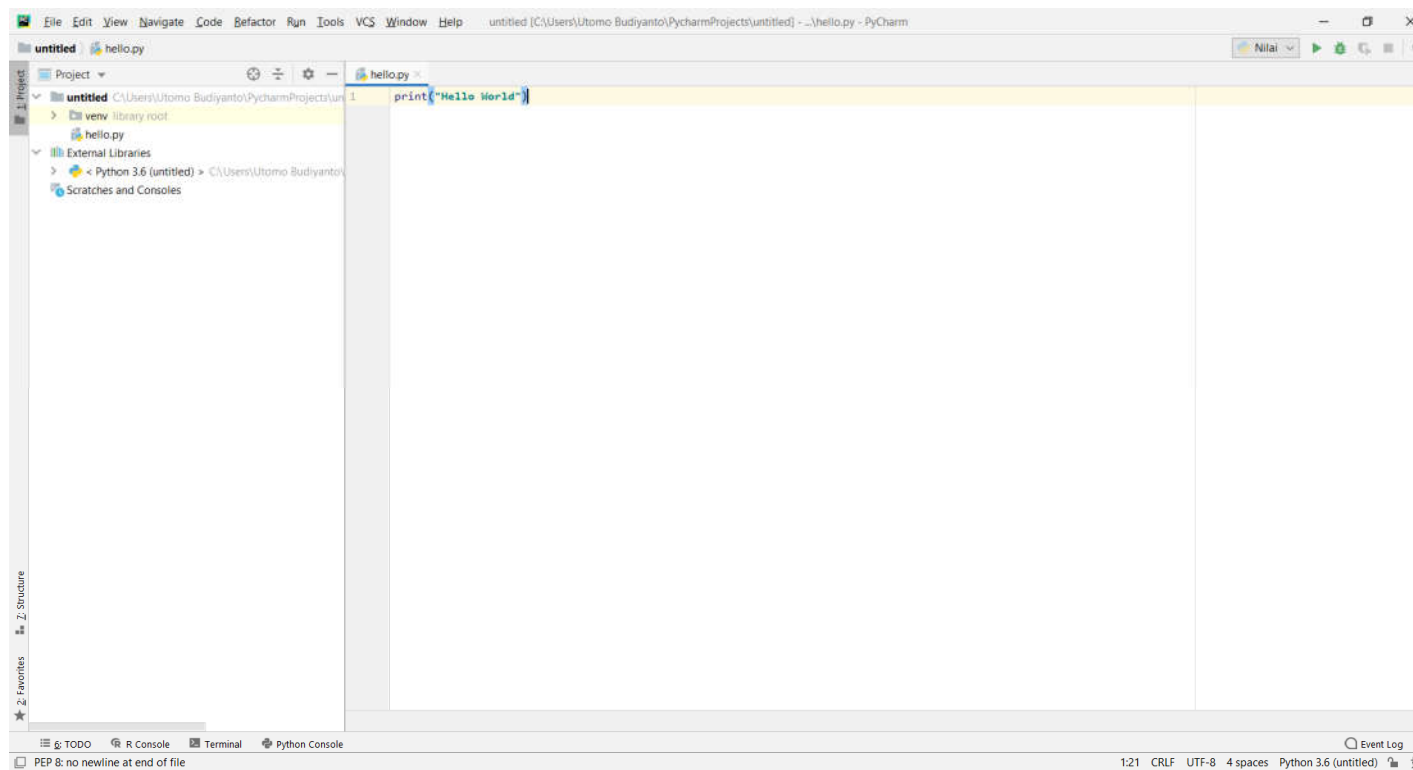 File Edit View Navigate Code Refactor Run Tools VCS Window Help untitled [C:\Users\Utomo Budiyanto\PycharmProjects\untitled] - ...\hello.py - PyCharm
untitled hello.py Nilai
1: Project
Project
hello.py
untitled C:\Users\Utomo Budiyanto\PycharmProjects\un
venv library root
hello.py
External Libraries
< Python 3.6 (untitled) > C:\Users\Utomo Budiyanto\
Scratches and Consoles
1 print("Hello World")
Z: Structure
2: Favorites
6: TODO R Console Terminal Python Console Event Log
PEP 8: no newline at end of file 1:21 CRLF UTF-8 4 spaces Python 3.6 (untitled)